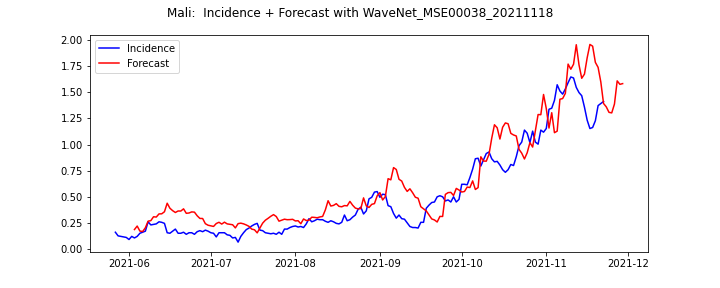 Mali:  Incidence + Forecast with WaveNet_MSE00038_20211118
Incidence
Forecast
2.00
1.75
1.50
1.25
1.00
0.75
0.50
0.25
0.00
2021-06 2021-07 2021-08 2021-09 2021-10 2021-11 2021-12